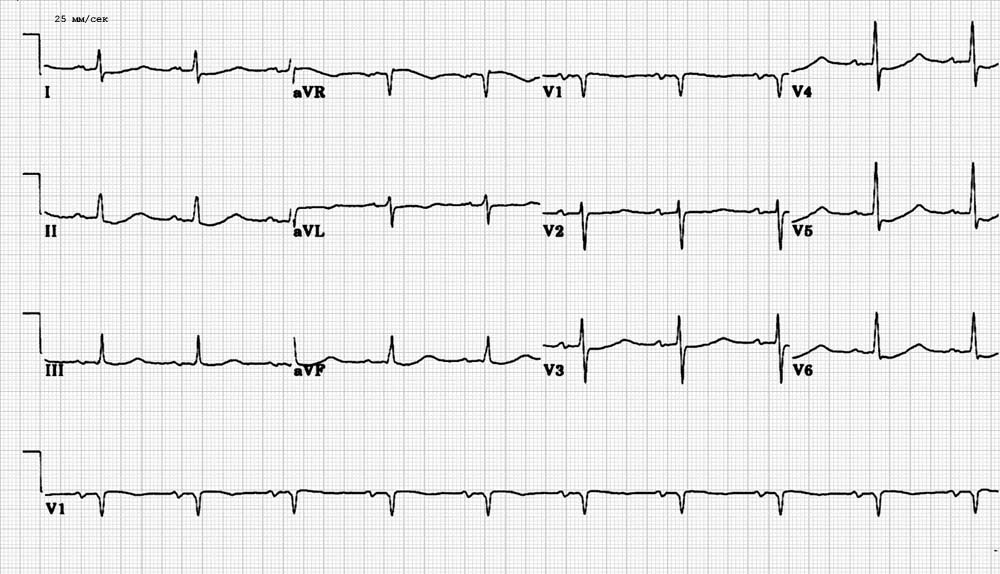 25 мм/сек
I aVR V1 V4
II aVL V2 V5
III aVF V3 V6
V1